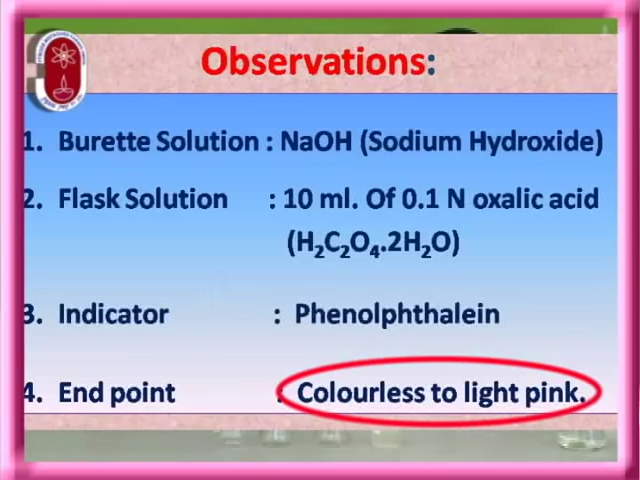 Observations:
1. Burette Solution : NaOH (Sodium Hydroxide)
2. Flask Solution : 10 ml. Of 0.1 N oxalic acid
(H₂C₂O₄.2H₂O)
3. Indicator : Phenolphthalein
4. End point : Colourless to light pink.